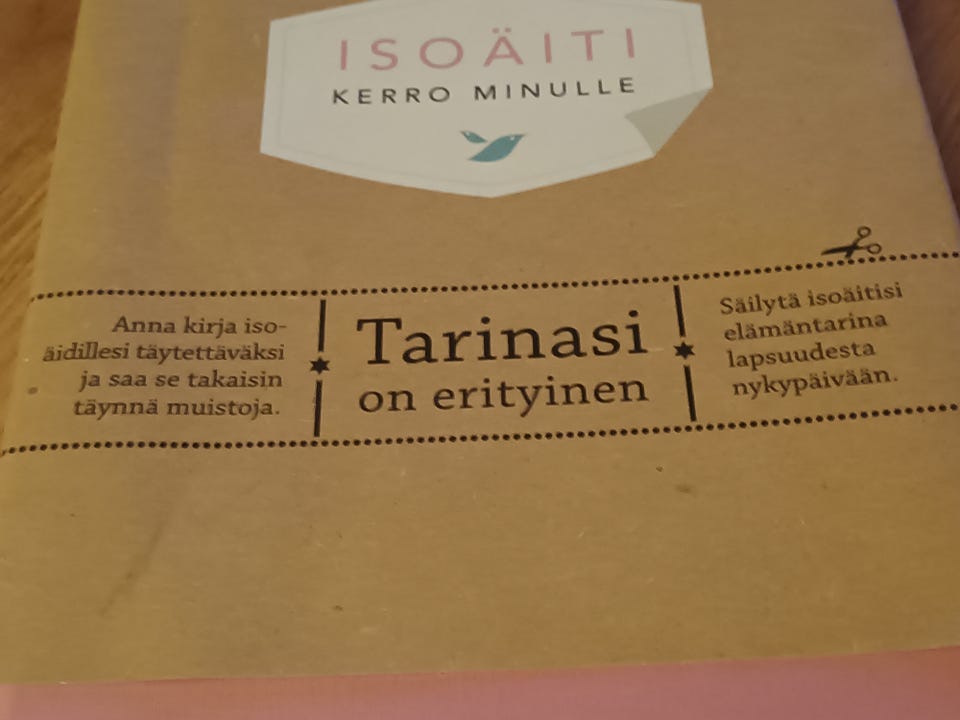 ISOÄITI
KERRO MINULLE
Anna kirja iso-
äidillesi täytettäväksi
ja saa se takaisin
täynnä muistoja.
Tarinasi
on erityinen
Säilytä isoäitisi
elämäntarina
lapsuudesta
nykypäivään.